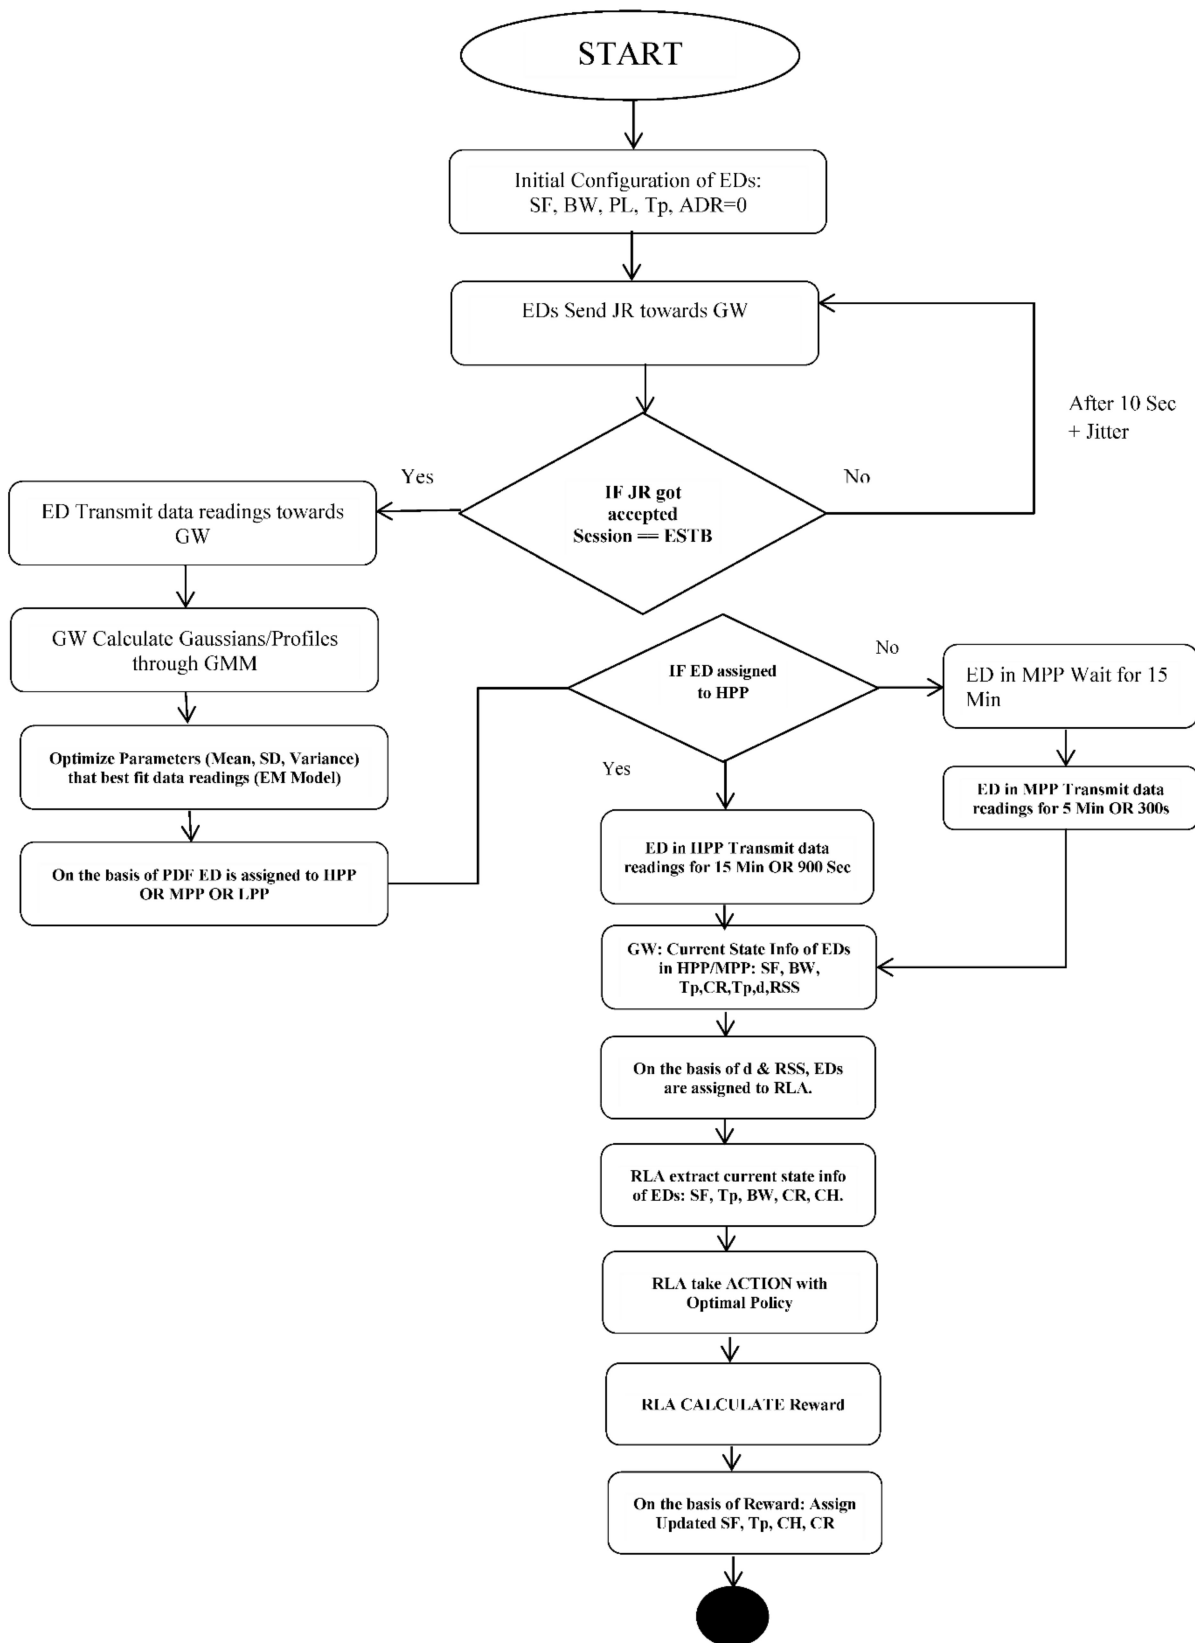 START
Initial Configuration of EDs:
SF, BW, PL, Tp, ADR=0
EDs Send JR towards GW
After 10 Sec
+ Jitter
Yes
No
IF JR got
accepted
Session == ESTB
ED Transmit data readings towards
GW
GW Calculate Gaussians/Profiles
through GMM
Optimize Parameters (Mean, SD, Variance)
that best fit data readings (EM Model)
On the basis of PDF ED is assigned to HPP
OR MPP OR LPP
IF ED assigned
to HPP
No
Yes
ED in MPP Wait for 15
Min
ED in MPP Transmit data
readings for 5 Min OR 300s
ED in HPP Transmit data
readings for 15 Min OR 900 Sec
GW: Current State Info of EDs
in HPP/MPP: SF, BW,
Tp,CR,Tp,d,RSS
On the basis of d & RSS, EDs
are assigned to RLA.
RLA extract current state info
of EDs: SF, Tp, BW, CR, CH.
RLA take ACTION with
Optimal Policy
RLA CALCULATE Reward
On the basis of Reward: Assign
Updated SF, Tp, CH, CR